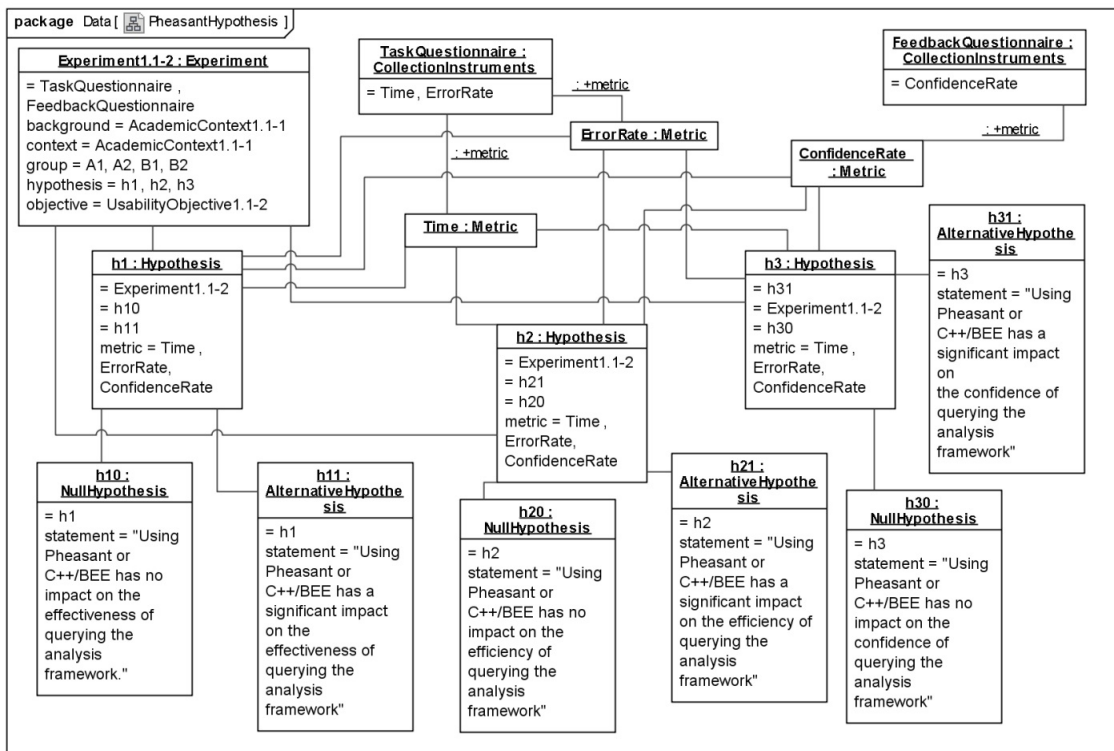 package Data [ PheasantHypothesis ]
Experiment1.1-2 : Experiment
= TaskQuestionnaire ,
FeedbackQuestionnaire
background = AcademicContext1.1-1
context = AcademicContext1.1-1
group = A1, A2, B1, B2
hypothesis = h1, h2, h3
objective = UsabilityObjective1.1-2
TaskQuestionnaire :
CollectionInstruments
= Time , ErrorRate
FeedbackQuestionnaire :
CollectionInstruments
= ConfidenceRate
: +metric
: +metric
: +metric
ErrorRate : Metric
ConfidenceRate
: Metric
Time : Metric
h1 : Hypothesis
= Experiment1.1-2
= h10
= h11
metric = Time ,
ErrorRate,
ConfidenceRate
h2 : Hypothesis
= Experiment1.1-2
= h21
= h20
metric = Time ,
ErrorRate,
ConfidenceRate
h3 : Hypothesis
= h31
= Experiment1.1-2
= h30
metric = Time ,
ErrorRate,
ConfidenceRate
h31 :
AlternativeHypothe
sis
= h3
statement = "Using
Pheasant or
C++/BEE has a
significant impact
on
the confidence of
querying the
analysis
framework"
h10 :
NullHypothesis
= h1
statement = "Using
Pheasant or
C++/BEE has no
impact on the
effectiveness of
querying the
analysis
framework."
h11 :
AlternativeHypothe
sis
= h1
statement = "Using
Pheasant or
C++/BEE has a
significant impact
on the
effectiveness of
querying the
analysis
framework"
h20 :
NullHypothesis
= h2
statement = "Using
Pheasant or
C++/BEE has no
impact on the
efficiency of
querying the
analysis
framework"
h21 :
AlternativeHypothe
sis
= h2
statement = "Using
Pheasant or
C++/BEE has a
significant impact
on the efficiency of
querying the
analysis
framework"
h30 :
NullHypothesis
= h3
statement = "Using
Pheasant or
C++/BEE has no
impact on the
confidence of
querying the
analysis
framework"